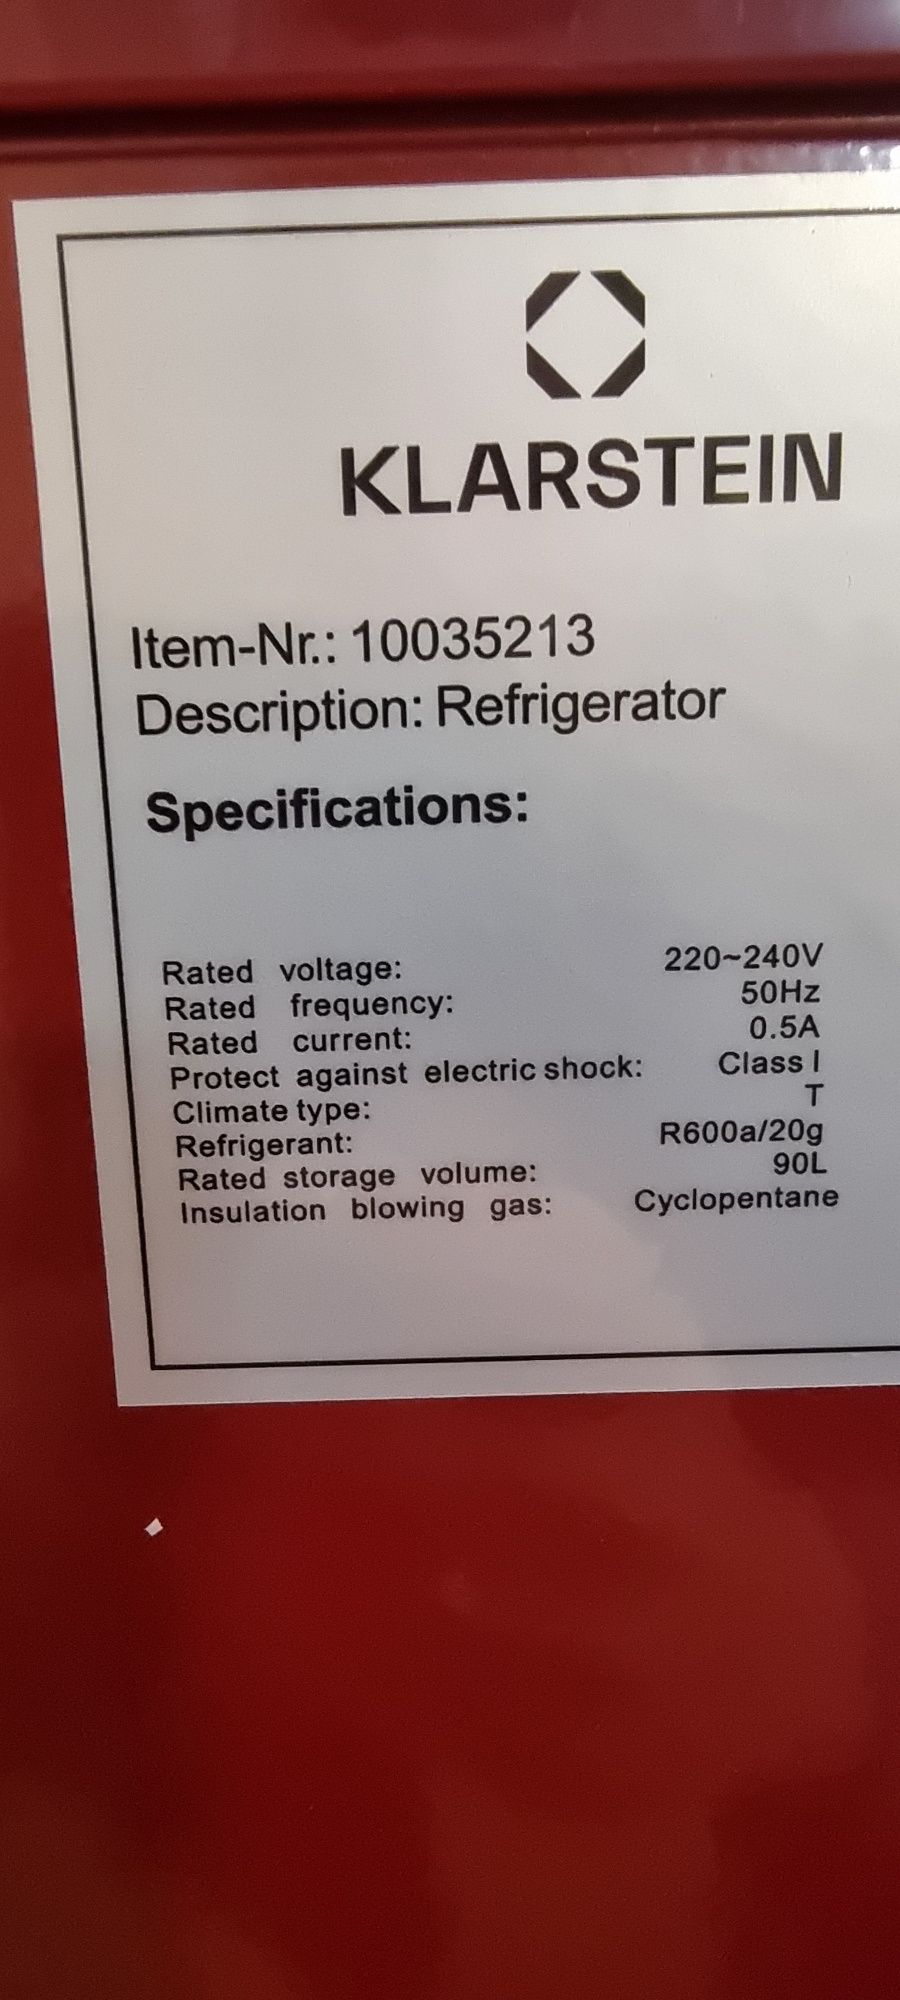 KLARSTEIN
Item-Nr.: 10035213
Description: Refrigerator
Specifications:
Rated voltage: 220~240V
Rated frequency: 50Hz
Rated current: 0.5A
Protect against electric shock: Class I
Climate type: T
Refrigerant: R600a/20g
Rated storage volume: 90L
Insulation blowing gas: Cyclopentane